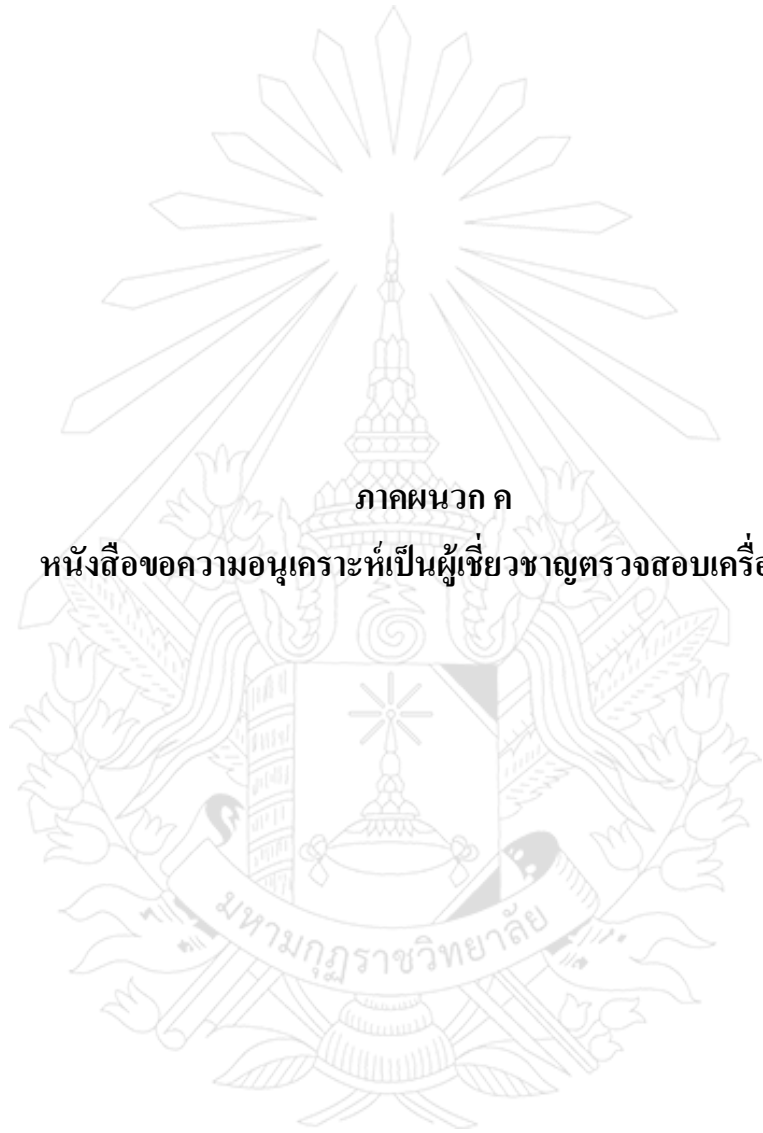 ภาคผนวก ค
หนังสือขอความอนุเคราะห์เป็นผู้เชี่ยวชาญตรวจสอบเครื่อ
มหามกุฏราชวิทยาลัย